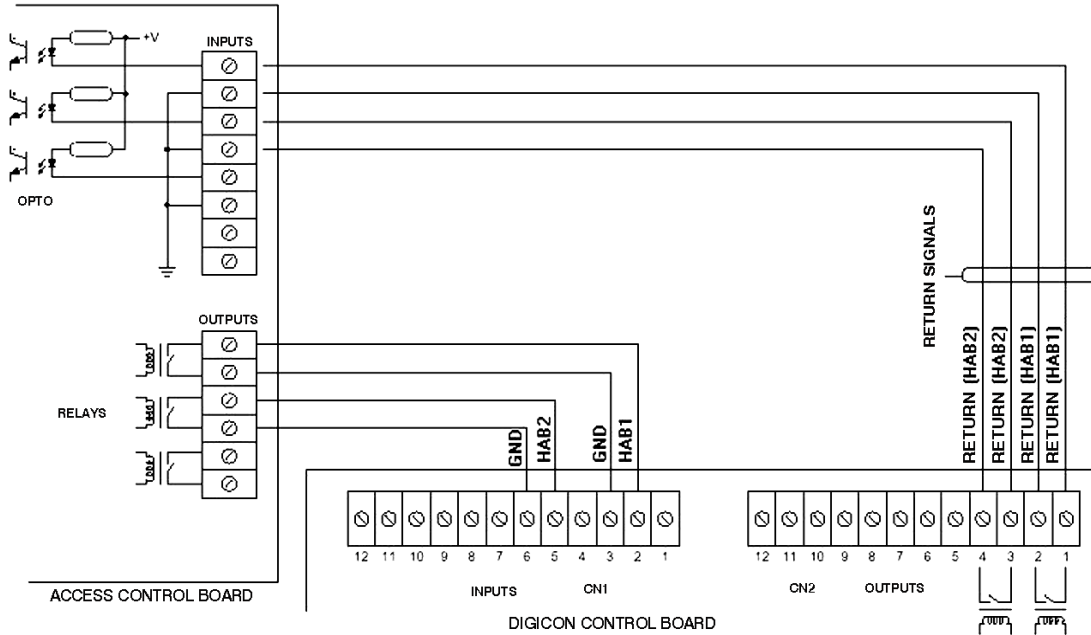 +V
INPUTS
OPTO
OUTPUTS
RELAYS
GND
HAB2
GND
HAB1
RETURN SIGNALS
RETURN (HAB2)
RETURN (HAB2)
RETURN (HAB1)
RETURN (HAB1)
12 11 10 9 8 7 6 5 4 3 2 1
INPUTS CN1
12 11 10 9 8 7 6 5 4 3 2 1
CN2 OUTPUTS
ACCESS CONTROL BOARD
DIGICON CONTROL BOARD